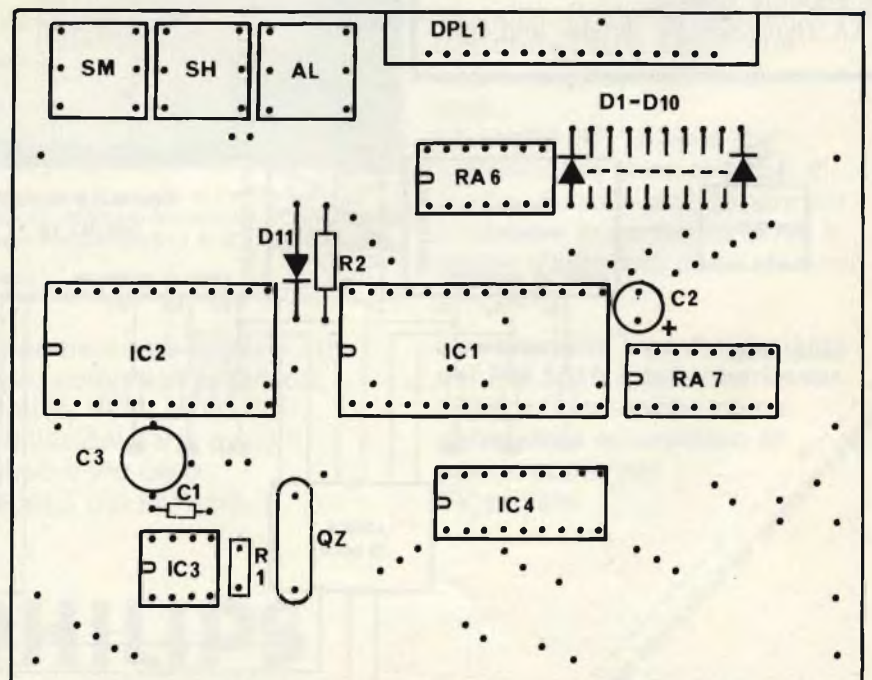 DPL1
SM SH AL
D1-D10
RA 6
D11
R2
C2
+
IC2 IC1
RA 7
C3
C1
IC4
QZ
R1
IC3